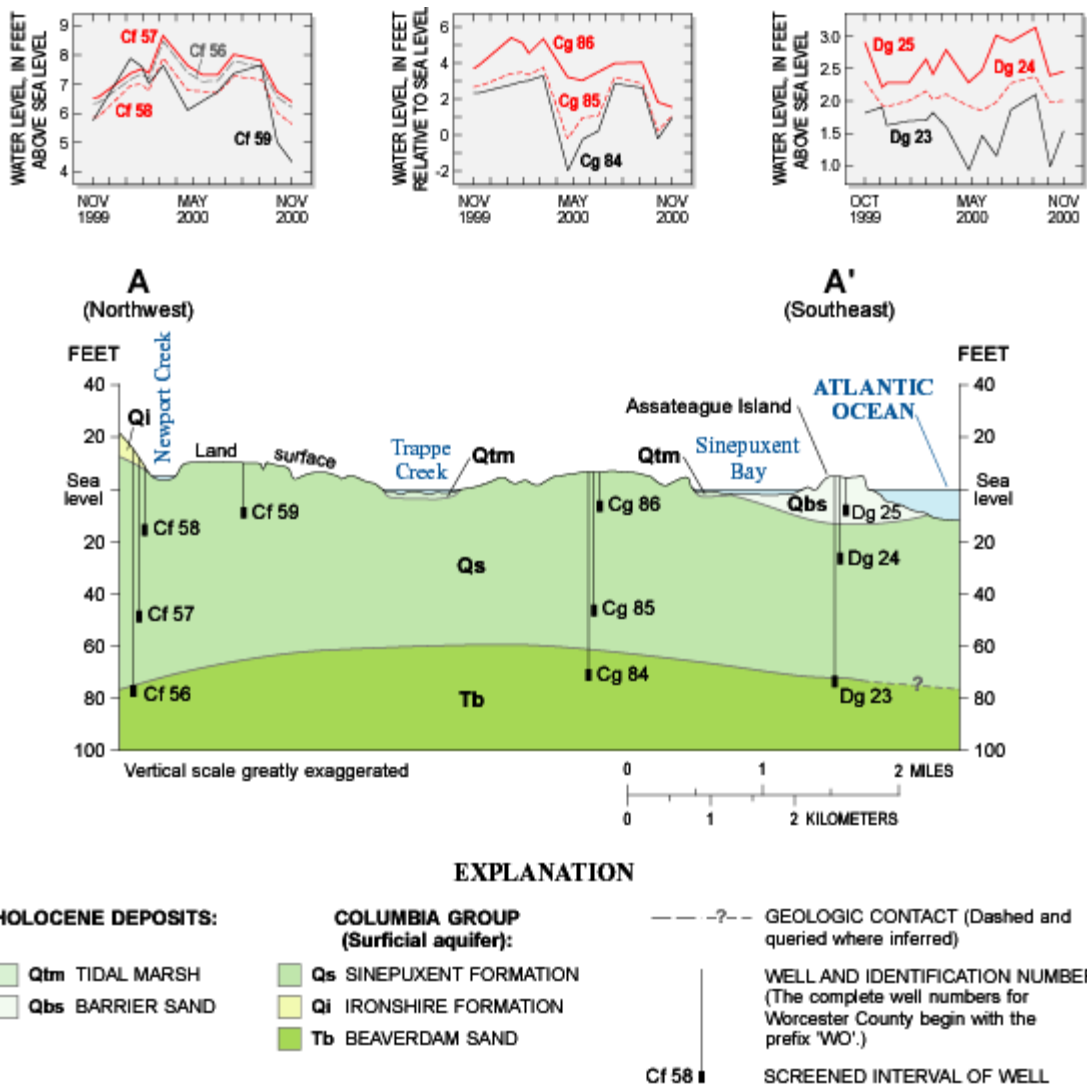 WATER LEVEL, IN FEET
ABOVE SEA LEVEL
9
8
7
6
5
4
Cf 57
Cf 56
Cf 58
Cf 59
NOV
1999
MAY
2000
NOV
2000
WATER LEVEL, IN FEET
RELATIVE TO SEA LEVEL
6
4
2
0
-2
Cg 86
Cg 85
Cg 84
NOV
1999
MAY
2000
NOV
2000
WATER LEVEL, IN FEET
ABOVE SEA LEVEL
3.0
2.5
2.0
1.5
1.0
Dg 25
Dg 24
Dg 23
OCT
1999
MAY
2000
NOV
2000
A
(Northwest)
A'
(Southeast)
FEET
40
20
Sea
level
20
40
60
80
100
Qi
Newport Creek
Land surface
Trappe
Creek
Qtm
Assateague Island
Qtm
Sinepuxent
Bay
ATLANTIC
OCEAN
FEET
40
20
Sea
level
20
40
60
80
100
Cf 58
Cf 59
Cf 57
Cf 56
Qs
Tb
Cg 86
Cg 85
Cg 84
Qbs
Dg 25
Dg 24
Dg 23
?
Vertical scale greatly exaggerated
0 1 2 MILES
0 1 2 KILOMETERS
EXPLANATION
HOLOCENE DEPOSITS:
Qtm TIDAL MARSH
Qbs BARRIER SAND
COLUMBIA GROUP
(Surficial aquifer):
Qs SINEPUXENT FORMATION
Qi IRONSHIRE FORMATION
Tb BEAVERDAM SAND
? GEOLOGIC CONTACT (Dashed and
queried where inferred)
WELL AND IDENTIFICATION NUMBE
(The complete well numbers for
Worcester County begin with the
prefix 'WO'.)
Cf 58 SCREENED INTERVAL OF WELL